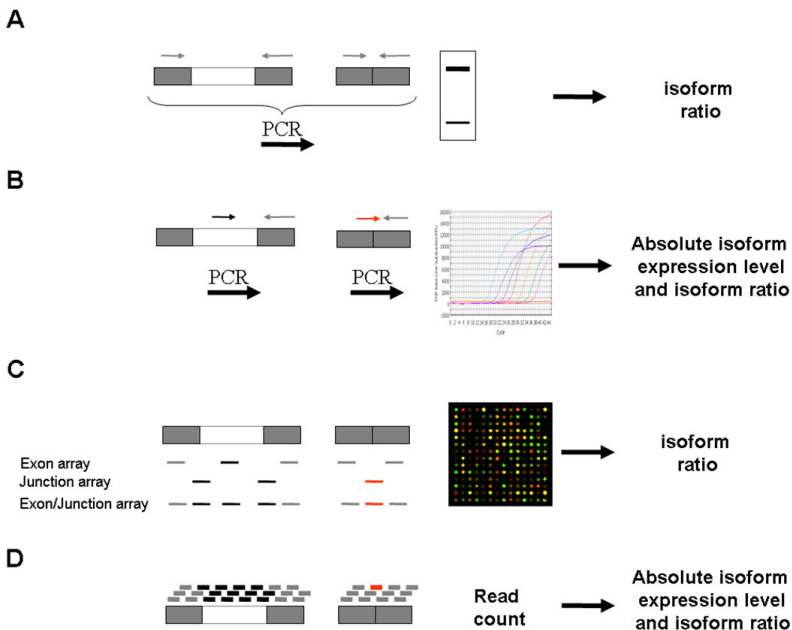 A
PCR
isoform
ratio
B
PCR
PCR
Cycle
Absolute isoform
expression level
and isoform ratio
C
Exon array
Junction array
Exon/Junction array
isoform
ratio
D
Read
count
Absolute isoform
expression level
and isoform ratio